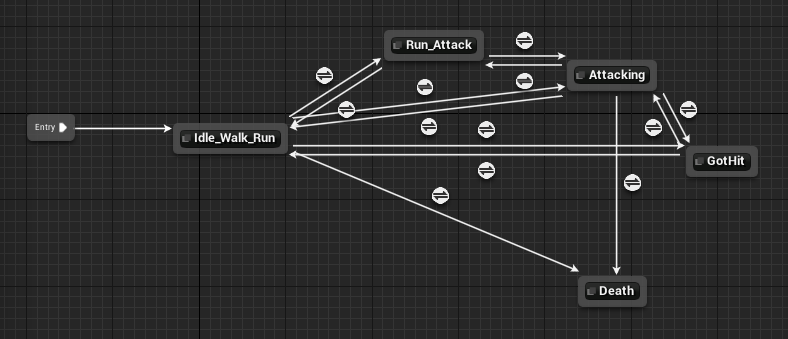 Run_Attack
Attacking
Entry
Idle_Walk_Run
GotHit
Death